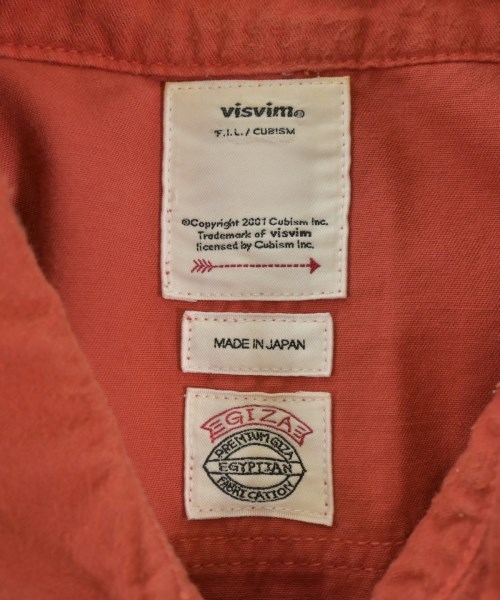 visvim®
F.I.L./ CUBISM
©Copyright 2001 Cubism Inc.
Trademark of visvim
licensed by Cubism Inc.
MADE IN JAPAN
GIZA
PREMIUM GIZA
EGYPTIAN
FABRICATION